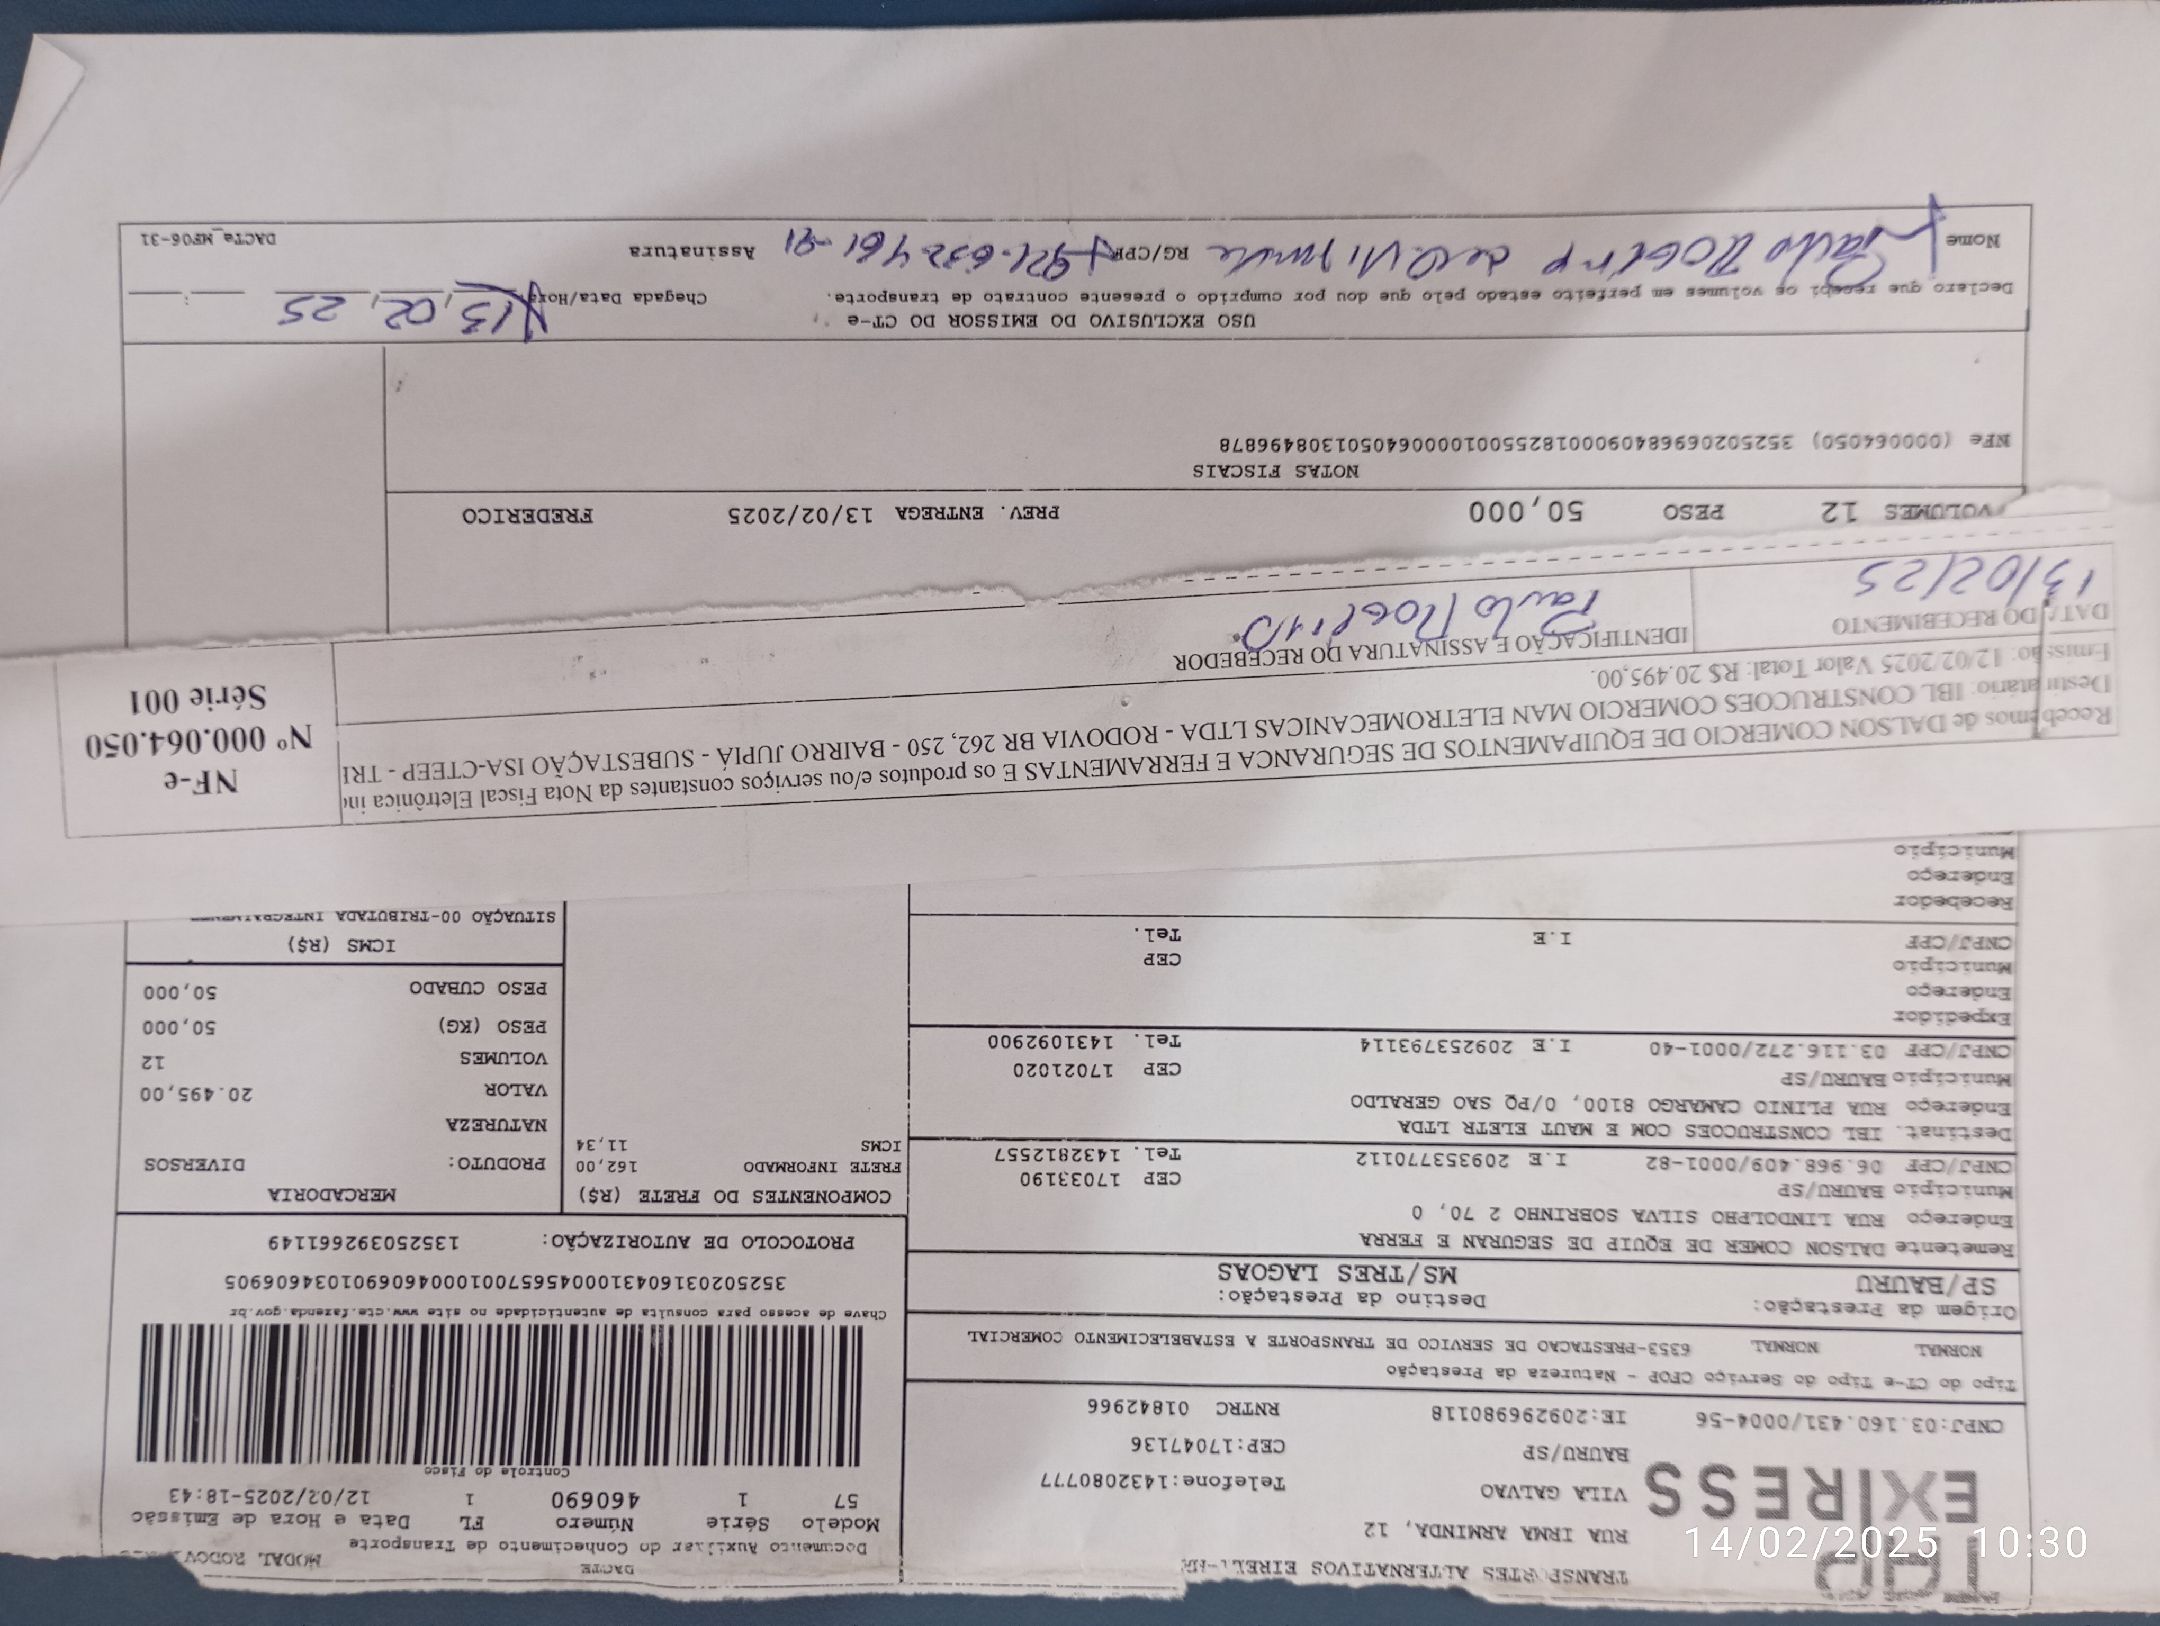 TRANSPORTES ALTERNATIVOS EIRELI
TAP
EXPRESS
RUA IRMA ARMINDA, 12
VILA GALVAO
Telefone:1432080777
BAURU/SP
CEP:17047136
CNPJ:03.160.431/0004-56
IE:209296980118
RNTRC 01842966
Tipo do CT-e Tipo do Serviço CFOP - Natureza da Prestação
NORMAL NORMAL 6353-PRESTACAO DE SERVICO DE TRANSPORTE A ESTABELECIMENTO COMERCIAL
Origem da Prestação: Destino da Prestação:
SP/BAURU MS/TRES LAGOAS
Remetente DALSON COMER DE EQUIP DE SEGURAN E FERRA
Endereço RUA LINDOLPHO SILVA SOBRINHO 2 70, 0
Município BAURU/SP CEP 17033190
CNPJ/CPF 06.968.409/0001-82 I.E 209353770112 Tel. 1432812557
Destinat. IBL CONSTRUCOES COM E MAUT ELETR LTDA
Endereço RUA PLINIO CAMARGO 8100, 0/PQ SAO GERALDO
Município BAURU/SP CEP 17021020
CNPJ/CPF 03.116.272/0001-40 I.E 209253793114 Tel. 1431092900
Expedidor
Endereço
Município CEP
CNPJ/CPF I.E Tel.
Recebedor
Endereço
Município
DACTE
MODAL
Documento Auxiliar do Conhecimento de Transporte
Modelo Série Número FL Data e Hora de Emissão
57 1 460690 1 12/02/2025-18:43
Controle do Fisco
Chave de acesso para consulta de autenticidade no site www.cte.fazenda.gov.br
35250203160431000456570010004606901034606905
PROTOCOLO DE AUTORIZAÇÃO: 135250392661149
COMPONENTES DO FRETE (R$)
FRETE INFORMADO 162,00
ICMS 11,34
MERCADORIA
PRODUTO: DIVERSOS
NATUREZA
VALOR 20.495,00
VOLUMES 12
PESO (KG) 50,000
PESO CUBADO 50,000
ICMS (R$)
SITUAÇÃO 00-TRIBUTADA
Recebemos de DALSON COMERCIO DE EQUIPAMENTOS DE SEGURANCA E FERRAMENTAS E os produtos e/ou serviços constantes da Nota Fiscal Eletrônica in
Destinatário: IBL CONSTRUCOES COMERCIO MAN ELETROMECANICAS LTDA - RODOVIA BR 262, 250 - BAIRRO JUPIÁ - SUBESTAÇÃO ISA-CTEEP - TRI
Emissão: 12/02/2025 Valor Total: R$ 20.495,00.
DATA DO RECEBIMENTO
13/02/25
IDENTIFICAÇÃO E ASSINATURA DO RECEBEDOR
NF-e
Nº 000.064.050
Série 001
VOLUMES 12 PESO 50,000 PREV. ENTREGA 13/02/2025 FREDERICO
NOTAS FISCAIS
NFe (000064050) 35250206968409000182550010000640501308496878
USO EXCLUSIVO DO EMISSOR DO CT-e
Declaro que recebi os volumes em perfeito estado pelo que dou por cumprido o presente contrato de transporte.
Chegada Data/Hora 13, 02, 25
Nome Paulo RG/CPF Assinatura
DACTe_MF06-31
14/02/2025 10:30